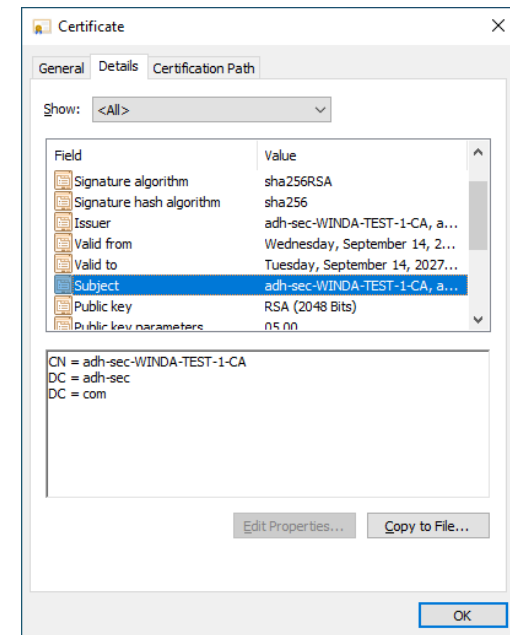 Certificate
General Details Certification Path
Show: <All>
Field Value
Signature algorithm sha256RSA
Signature hash algorithm sha256
Issuer adh-sec-WINDA-TEST-1-CA, a...
Valid from Wednesday, September 14, 2...
Valid to Tuesday, September 14, 2027...
Subject adh-sec-WINDA-TEST-1-CA, a...
Public key RSA (2048 Bits)
Public key parameters 05 00
CN = adh-sec-WINDA-TEST-1-CA
DC = adh-sec
DC = com
Edit Properties... Copy to File...
OK